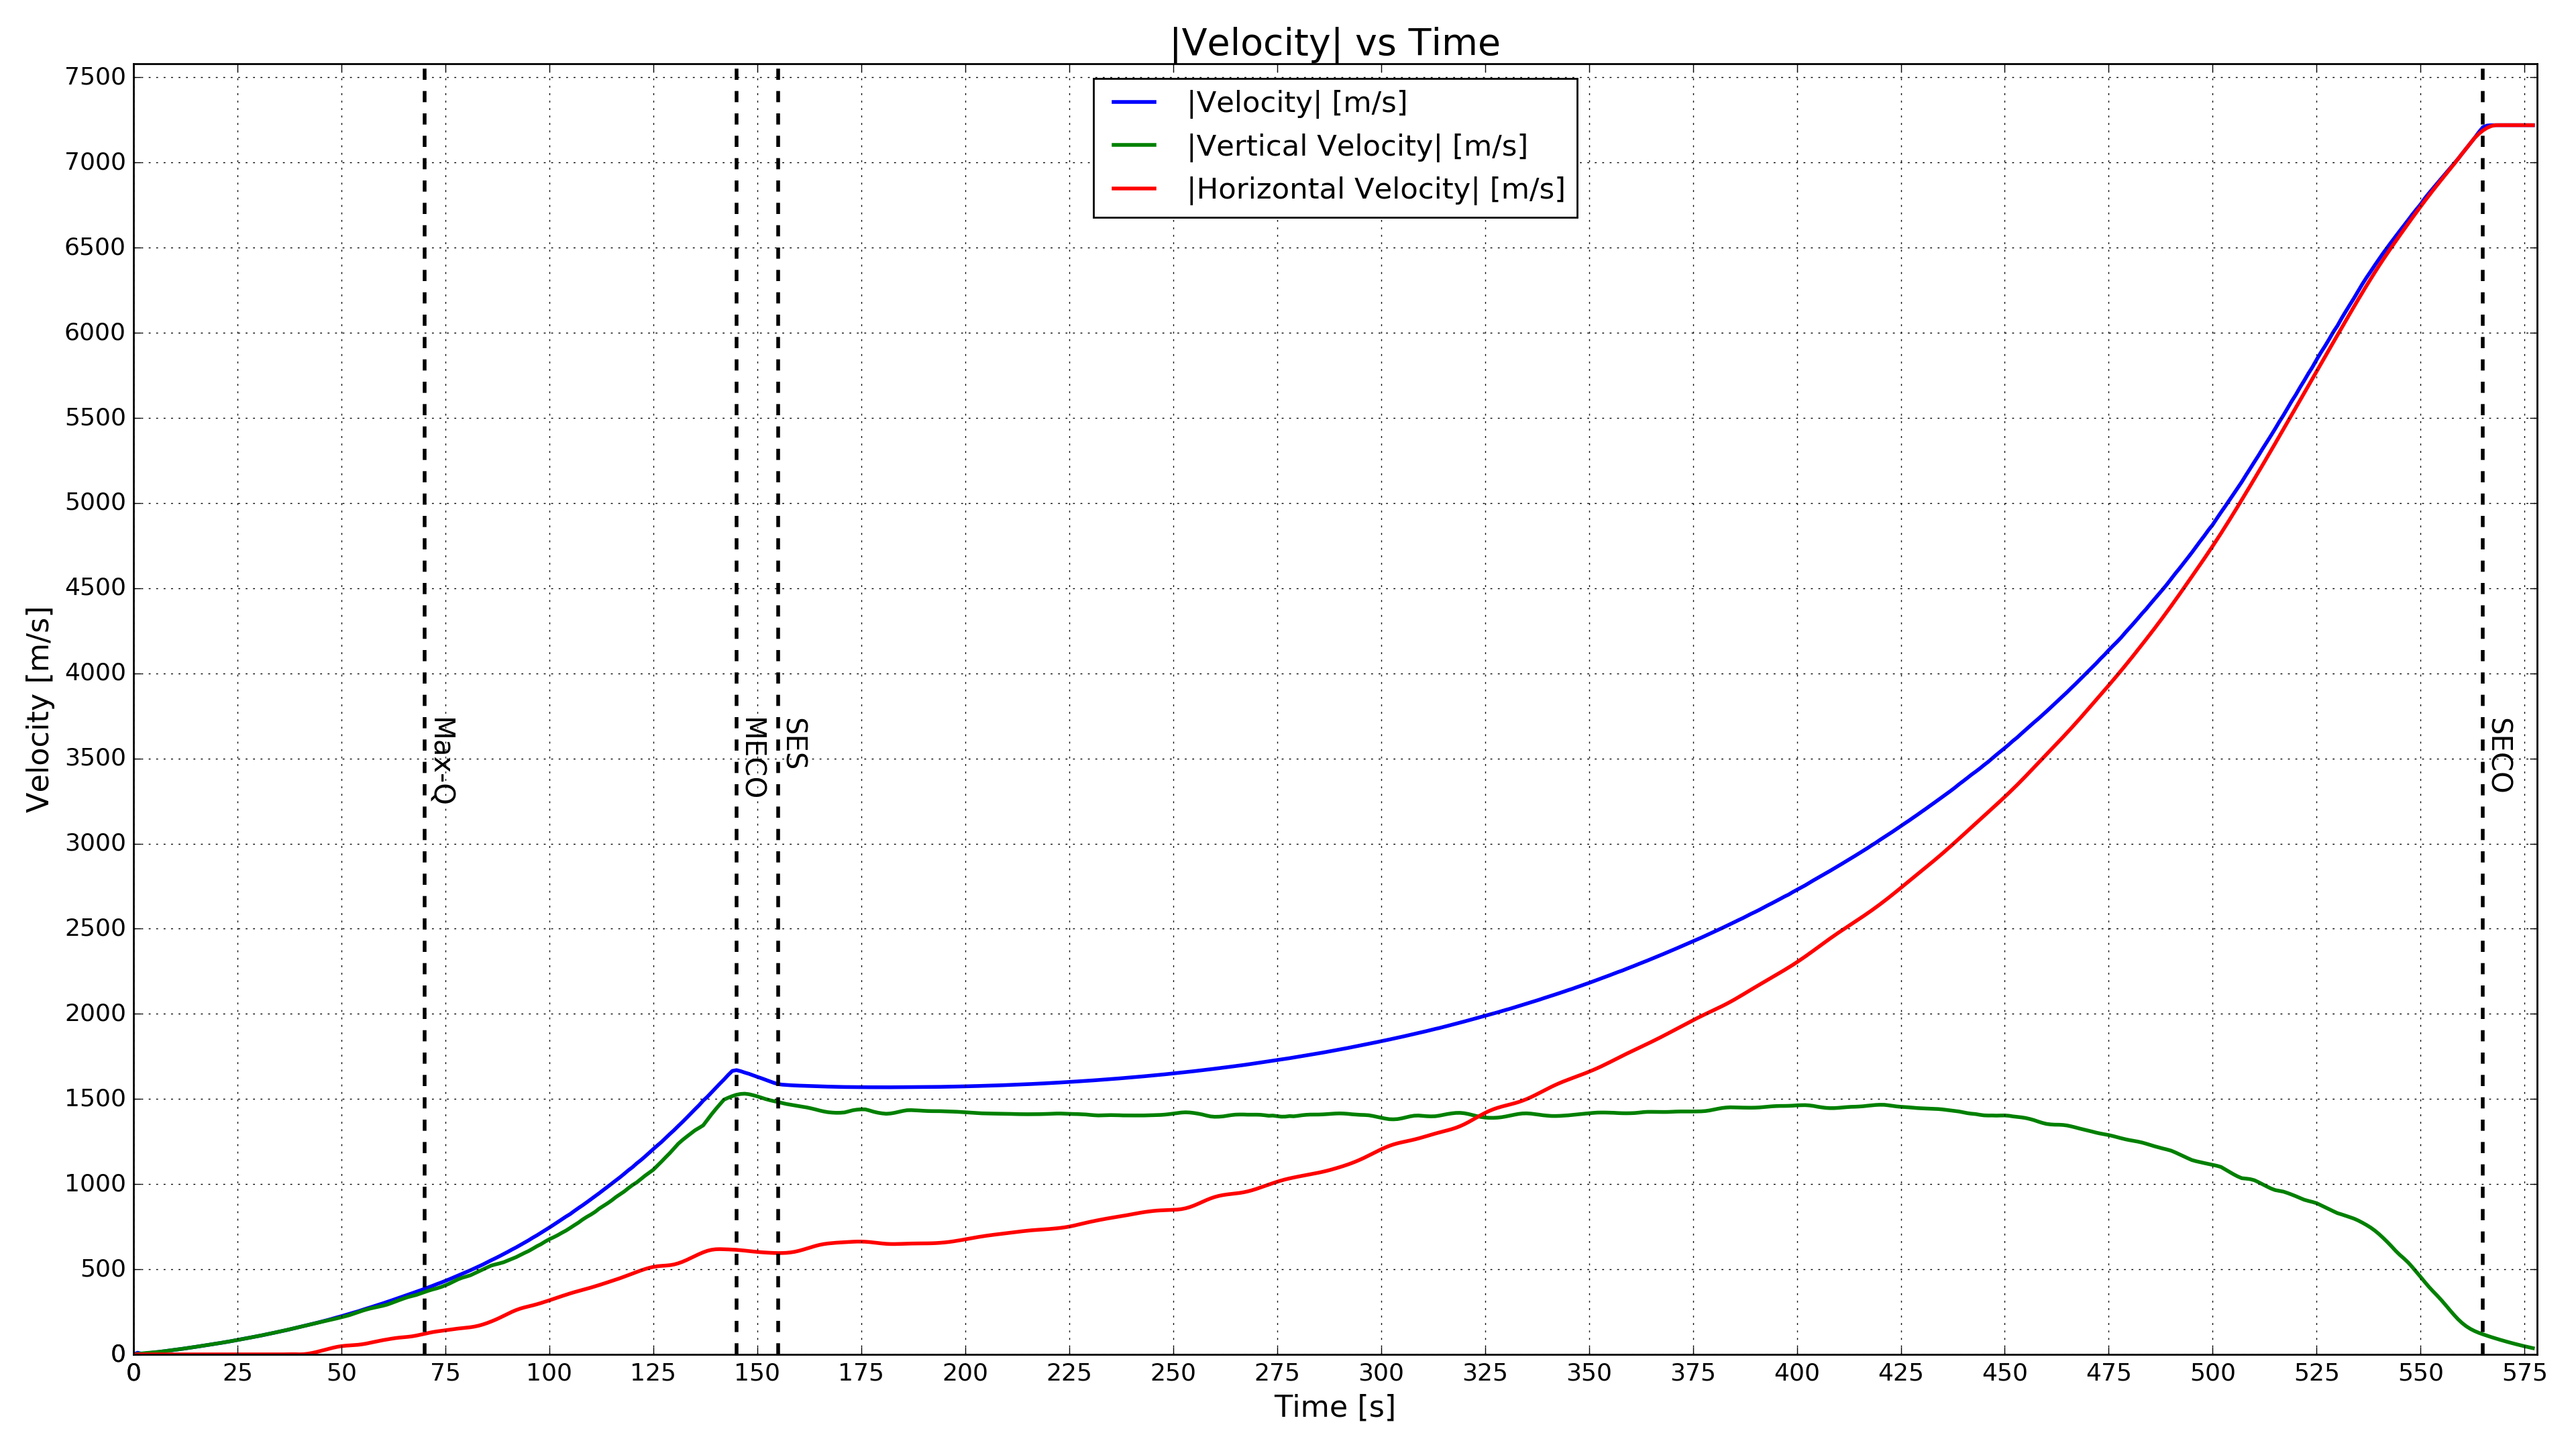 |Velocity| vs Time
|Velocity| [m/s]
|Vertical Velocity| [m/s]
|Horizontal Velocity| [m/s]
Velocity [m/s]
7500
7000
6500
6000
5500
5000
4500
4000
3500
3000
2500
2000
1500
1000
500
0
Max-Q
MECO
SES
SECO
0 25 50 75 100 125 150 175 200 225 250 275 300 325 350 375 400 425 450 475 500 525 550 575
Time [s]